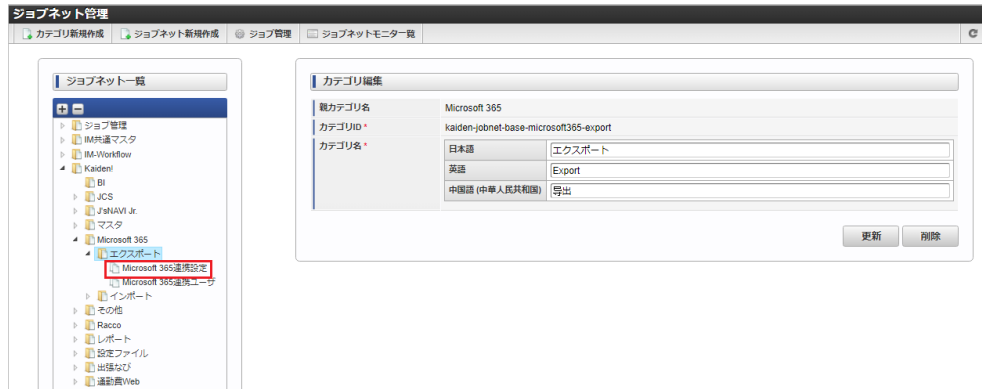 ジョブネット管理
カテゴリ新規作成 ジョブネット新規作成 ジョブ管理 ジョブネットモニター覧
ジョブネット一覧
ジョブ管理
IM共通マスタ
IM-Workflow
Kaiden!
BI
JCS
J'sNAVI Jr.
マスタ
Microsoft 365
エクスポート
Microsoft 365連携設定
Microsoft 365連携ユーザ
インポート
その他
Racco
レポート
設定ファイル
出張なび
通勤費Web
カテゴリ編集
親カテゴリ名 Microsoft 365
カテゴリID * kaiden-jobnet-base-microsoft365-export
カテゴリ名 * 日本語 エクスポート
英語 Export
中国語 (中華人民共和国) 导出
更新 削除